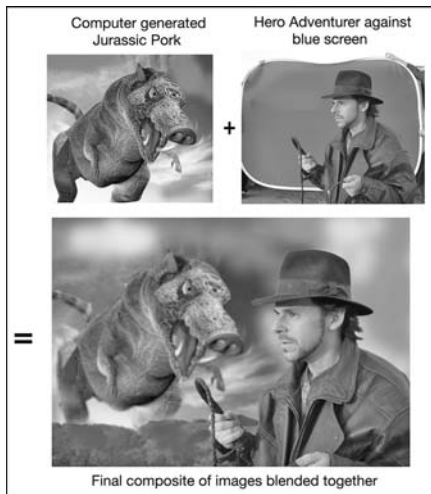 Computer generated
Jurassic Pork
Hero Adventurer against
blue screen
+
=
Final composite of images blended together